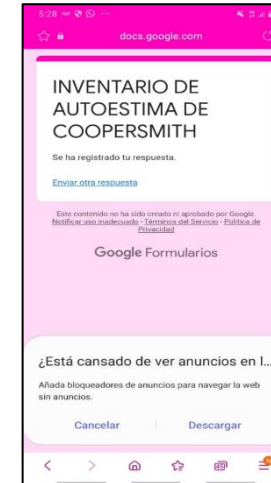 5:28
docs.google.com
INVENTARIO DE
AUTOESTIMA DE
COOPERSMITH
Se ha registrado tu respuesta.
Enviar otra respuesta
Este contenido no ha sido creado ni aprobado por Google.
Notificar uso inadecuado - Términos del Servicio - Política de
Privacidad
Google Formularios
¿Está cansado de ver anuncios en l...
Añada bloqueadores de anuncios para navegar la web
sin anuncios.
Cancelar
Descargar